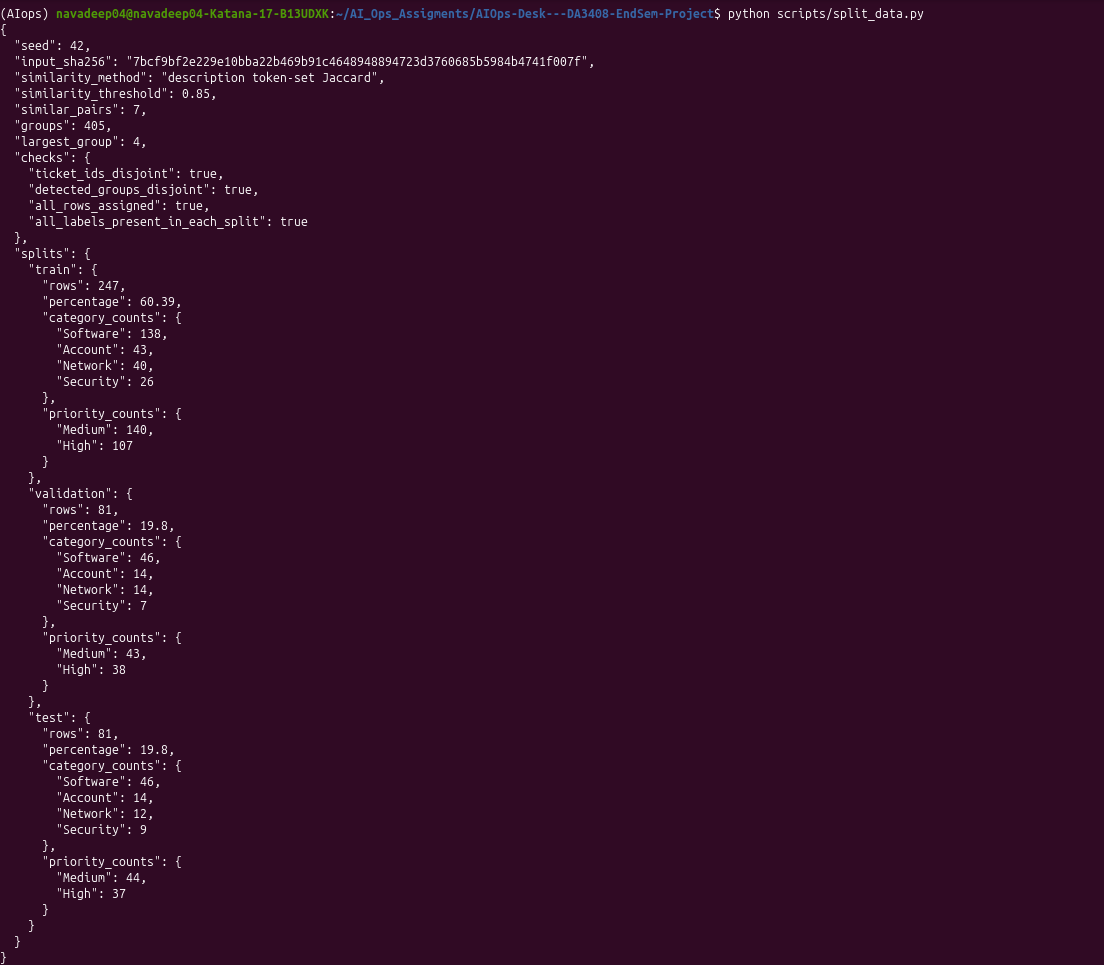 (AIops) navadeep04@navadeep04-Katana-17-B13UDXK:~/AI_Ops_Assigments/AIOps-Desk---DA3408-EndSem-Project$ python scripts/split_data.py
{
  "seed": 42,
  "input_sha256": "7bcf9bf2e229e10bba22b469b91c4648948894723d3760685b5984b4741f007f",
  "similarity_method": "description token-set Jaccard",
  "similarity_threshold": 0.85,
  "similar_pairs": 7,
  "groups": 405,
  "largest_group": 4,
  "checks": {
    "ticket_ids_disjoint": true,
    "detected_groups_disjoint": true,
    "all_rows_assigned": true,
    "all_labels_present_in_each_split": true
  },
  "splits": {
    "train": {
      "rows": 247,
      "percentage": 60.39,
      "category_counts": {
        "Software": 138,
        "Account": 43,
        "Network": 40,
        "Security": 26
      },
      "priority_counts": {
        "Medium": 140,
        "High": 107
      }
    },
    "validation": {
      "rows": 81,
      "percentage": 19.8,
      "category_counts": {
        "Software": 46,
        "Account": 14,
        "Network": 14,
        "Security": 7
      },
      "priority_counts": {
        "Medium": 43,
        "High": 38
      }
    },
    "test": {
      "rows": 81,
      "percentage": 19.8,
      "category_counts": {
        "Software": 46,
        "Account": 14,
        "Network": 12,
        "Security": 9
      },
      "priority_counts": {
        "Medium": 44,
        "High": 37
      }
    }
  }
}